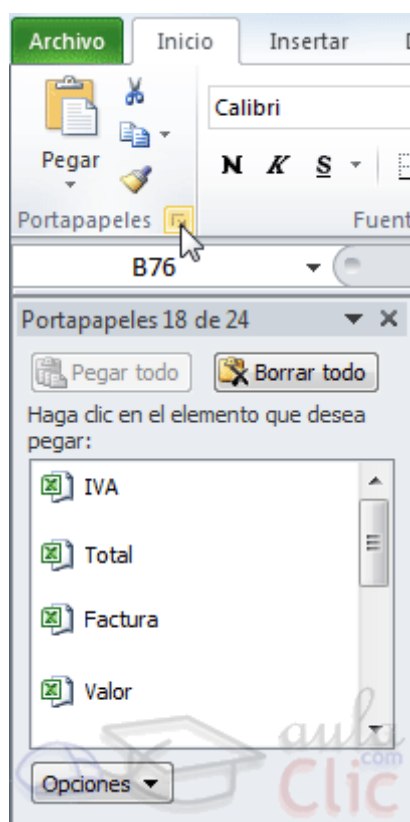 Archivo Inicio Insertar
Calibri
Pegar N K S
Portapapeles Fuent
B76
Portapapeles 18 de 24
Pegar todo Borrar todo
Haga clic en el elemento que desea
pegar:
IVA
Total
Factura
Valor
Opciones
aula
.com
Clic